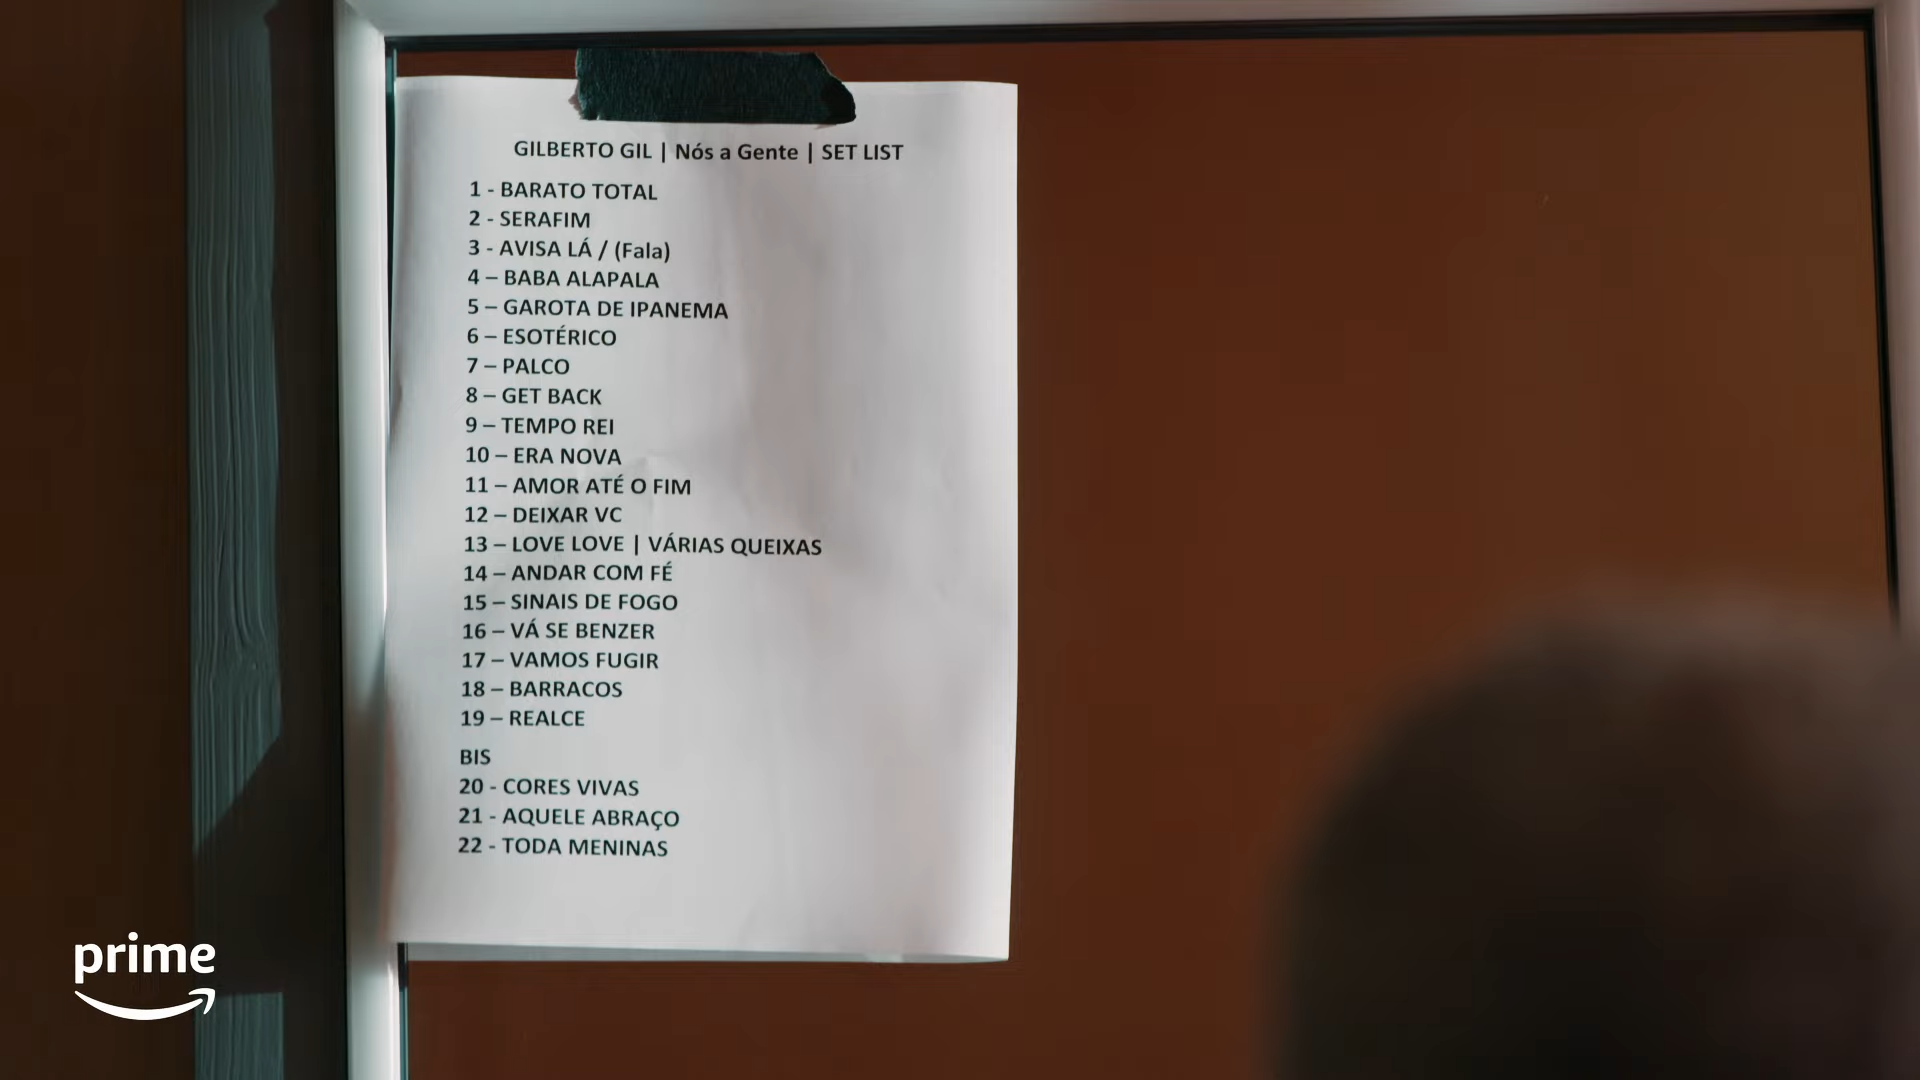 GILBERTO GIL | Nós a Gente | SET LIST
1 - BARATO TOTAL
2 - SERAFIM
3 - AVISA LÁ / (Fala)
4 – BABA ALAPALA
5 – GAROTA DE IPANEMA
6 – ESOTÉRICO
7 – PALCO
8 – GET BACK
9 – TEMPO REI
10 – ERA NOVA
11 – AMOR ATÉ O FIM
12 – DEIXAR VC
13 – LOVE LOVE | VÁRIAS QUEIXAS
14 – ANDAR COM FÉ
15 – SINAIS DE FOGO
16 – VÁ SE BENZER
17 – VAMOS FUGIR
18 – BARRACOS
19 – REALCE
BIS
20 - CORES VIVAS
21 - AQUELE ABRAÇO
22 - TODA MENINAS
prime